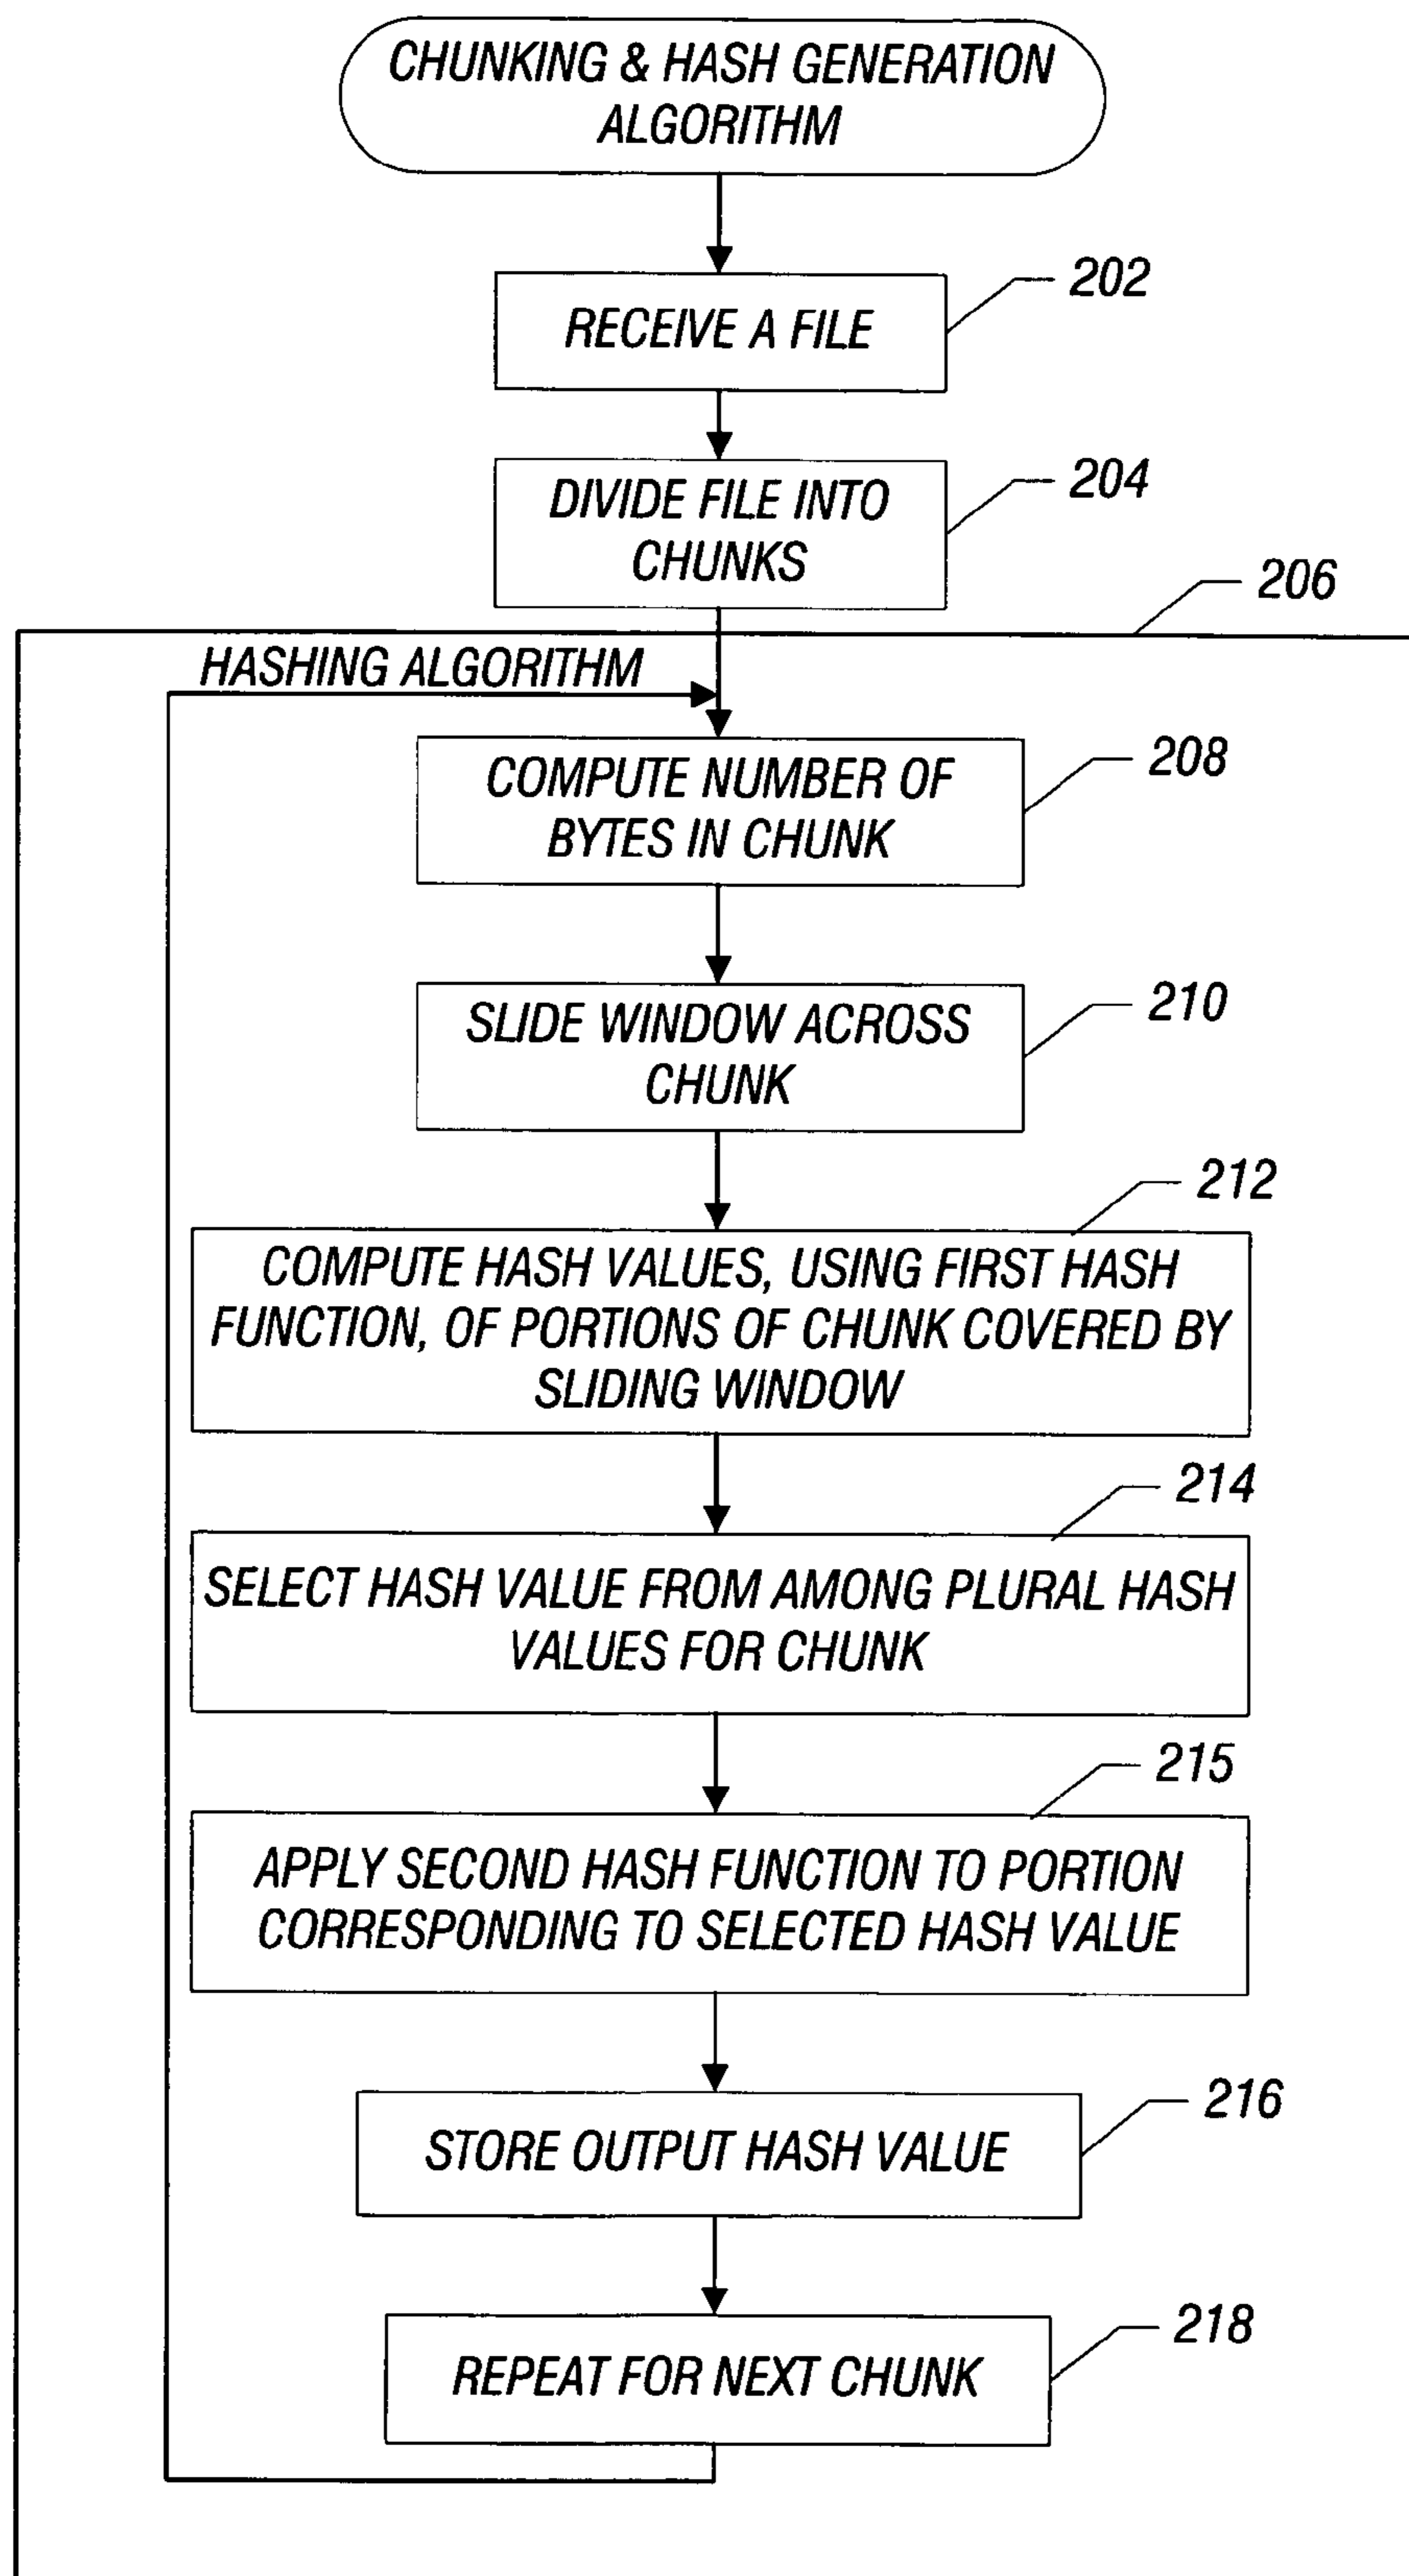 CHUNKING & HASH GENERATION
ALGORITHM
202
RECEIVE A FILE
204
DIVIDE FILE INTO
CHUNKS
206
HASHING ALGORITHM
208
COMPUTE NUMBER OF
BYTES IN CHUNK
210
SLIDE WINDOW ACROSS
CHUNK
212
COMPUTE HASH VALUES, USING FIRST HASH
FUNCTION, OF PORTIONS OF CHUNK COVERED BY
SLIDING WINDOW
214
SELECT HASH VALUE FROM AMONG PLURAL HASH
VALUES FOR CHUNK
215
APPLY SECOND HASH FUNCTION TO PORTION
CORRESPONDING TO SELECTED HASH VALUE
216
STORE OUTPUT HASH VALUE
218
REPEAT FOR NEXT CHUNK